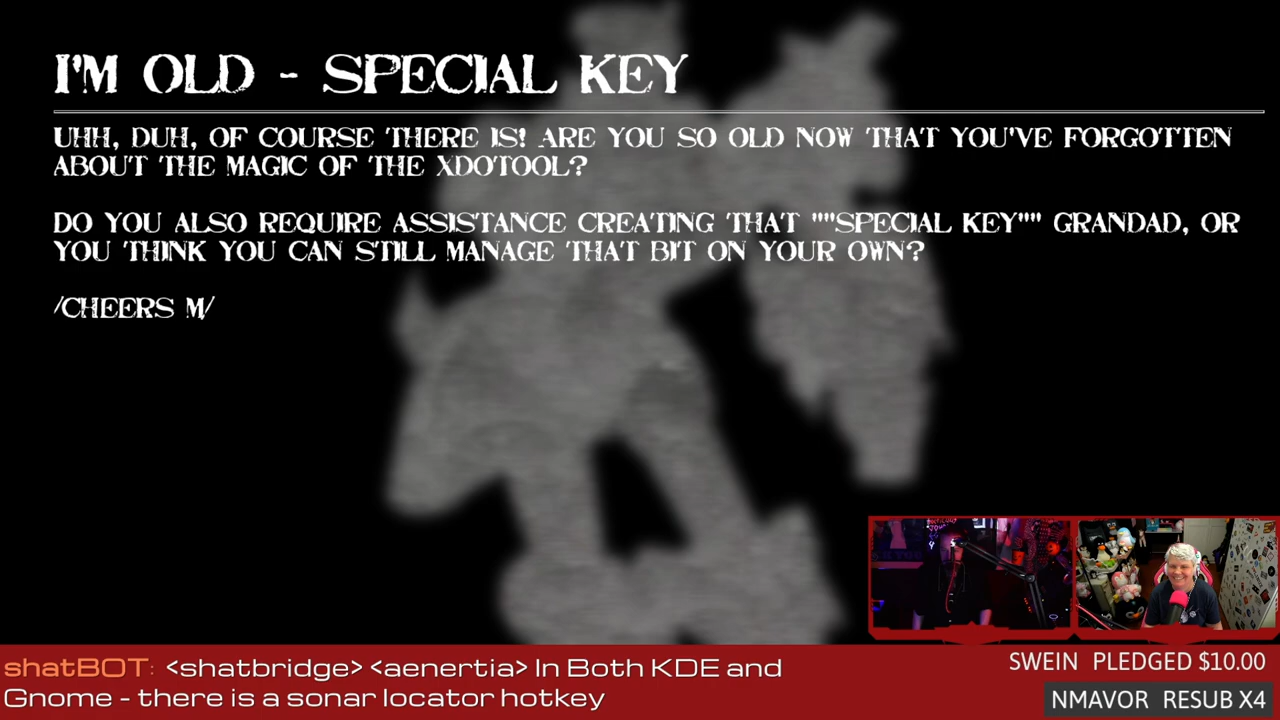 I'M OLD - SPECIAL KEY
UHH, DUH, OF COURSE THERE IS! ARE YOU SO OLD NOW THAT YOU'VE FORGOTTEN
ABOUT THE MAGIC OF THE XDOTOOL?
DO YOU ALSO REQUIRE ASSISTANCE CREATING THAT ""SPECIAL KEY"" GRANDAD, OR
YOU THINK YOU CAN STILL MANAGE THAT BIT ON YOUR OWN?
/CHEERS M/
shatBOT: <shatbridge> <aenertia> In Both KDE and
Gnome - there is a sonar locator hotkey
SWEIN PLEDGED $10.00
NMAVOR RESUB X4